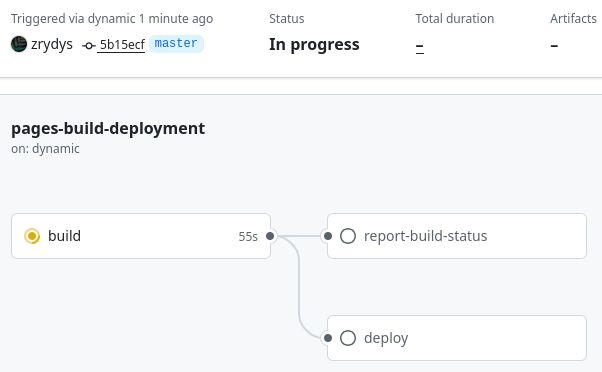 Triggered via dynamic 1 minute ago
Status
Total duration
Artifacts
zrydys 5b15ecf master
In progress
–
–
pages-build-deployment
on: dynamic
build 55s
report-build-status
deploy